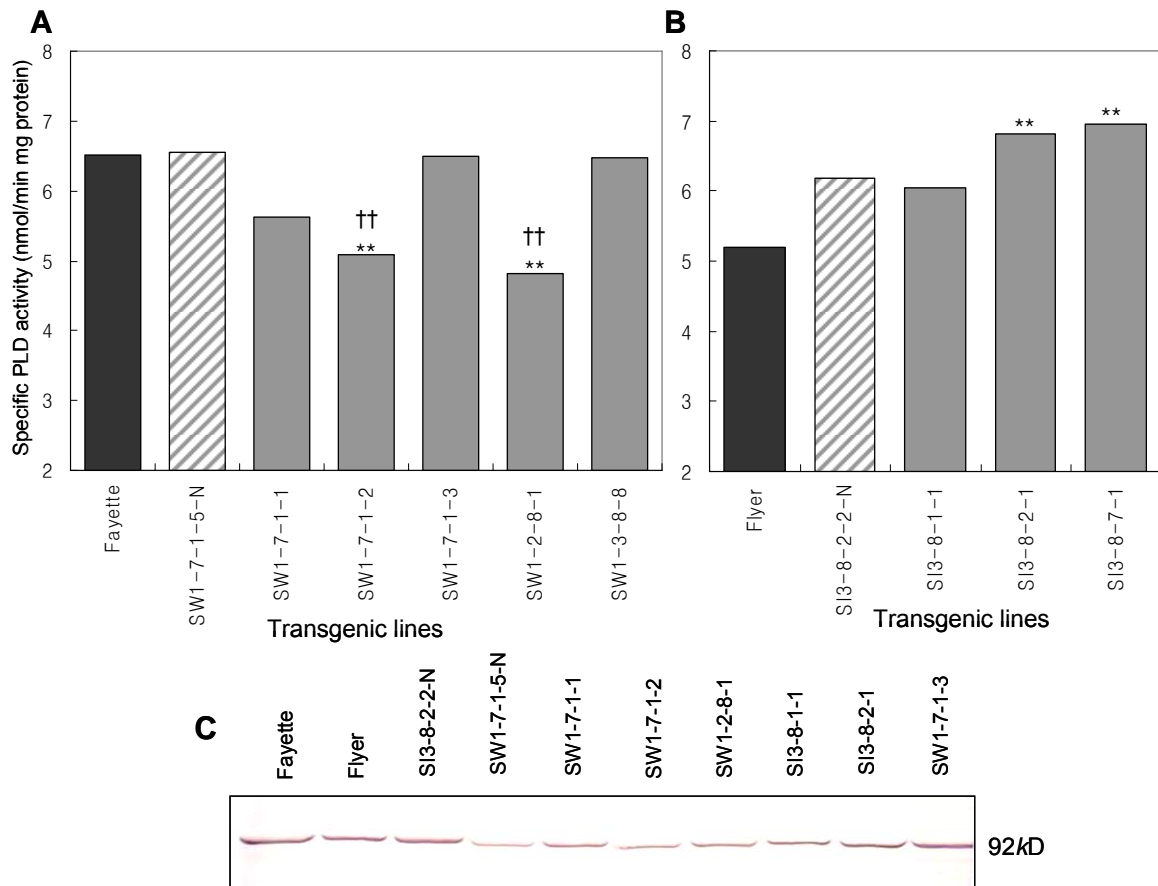 A
B
Specific PLD activity (nmol/min mg protein)
8
7
6
5
4
3
2
††
**
††
**
Fayette
SW1-7-1-5-N
SW1-7-1-1
SW1-7-1-2
SW1-7-1-3
SW1-2-8-1
SW1-3-8-8
Transgenic lines
8
7
6
5
4
3
2
**
**
Flyer
SI3-8-2-2-N
SI3-8-1-1
SI3-8-2-1
SI3-8-7-1
Transgenic lines
C
Fayette
Flyer
SI3-8-2-2-N
SW1-7-1-5-N
SW1-7-1-1
SW1-7-1-2
SW1-2-8-1
SI3-8-1-1
SI3-8-2-1
SW1-7-1-3
92kD